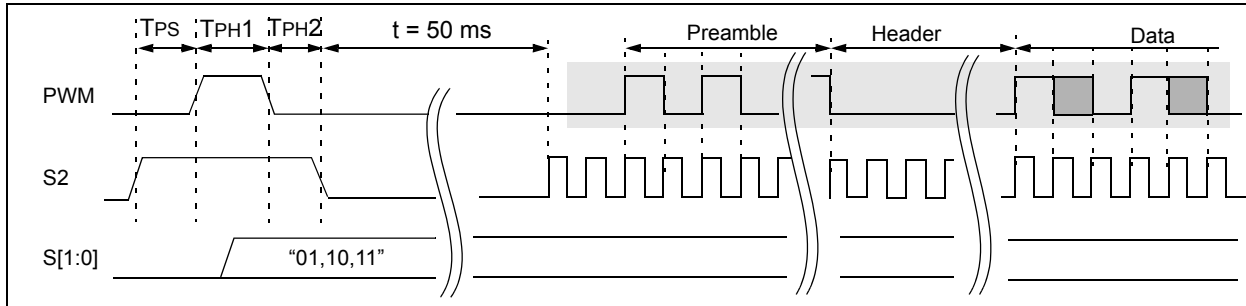 TPS TPH1 TPH2 t = 50 ms Preamble Header Data
PWM
S2
S[1:0] “01,10,11”